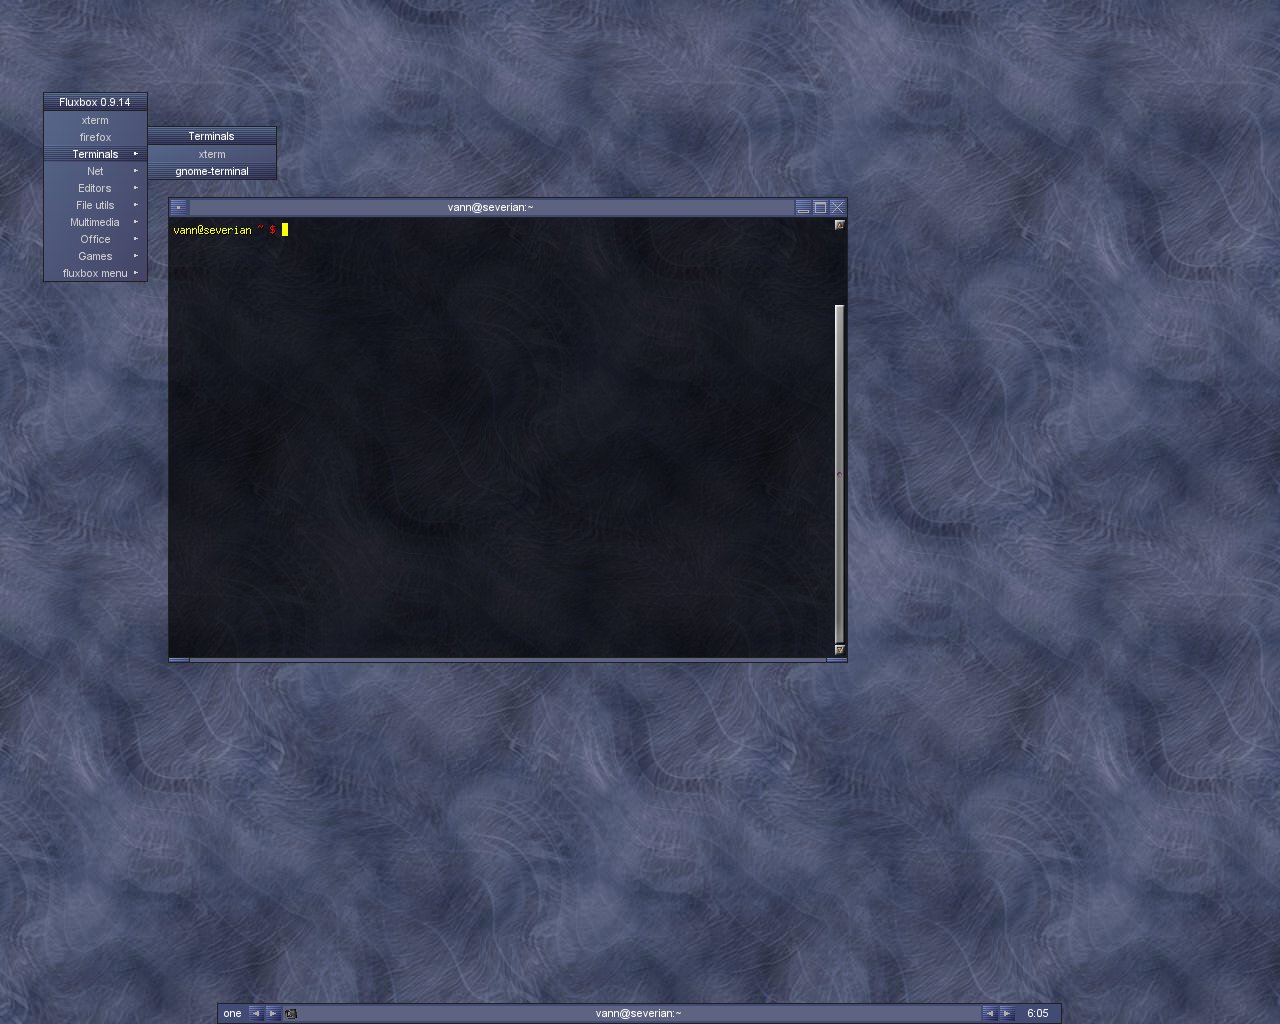 Fluxbox 0.9.14
xterm
firefox
Terminals
Net
Editors
File utils
Multimedia
Office
Games
fluxbox menu
Terminals
xterm
gnome-terminal
vann@severian:~
vann@severian ~ $
one
vann@severian:~
6:05